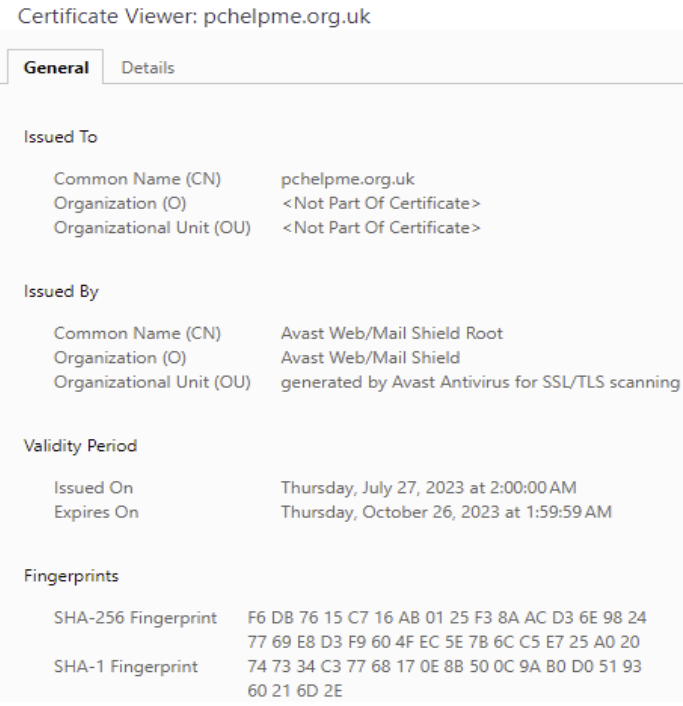 Certificate Viewer: pchelpme.org.uk
General Details
Issued To
Common Name (CN) pchelpme.org.uk
Organization (O) <Not Part Of Certificate>
Organizational Unit (OU) <Not Part Of Certificate>
Issued By
Common Name (CN) Avast Web/Mail Shield Root
Organization (O) Avast Web/Mail Shield
Organizational Unit (OU) generated by Avast Antivirus for SSL/TLS scanning
Validity Period
Issued On Thursday, July 27, 2023 at 2:00:00 AM
Expires On Thursday, October 26, 2023 at 1:59:59 AM
Fingerprints
SHA-256 Fingerprint F6 DB 76 15 C7 16 AB 01 25 F3 8A AC D3 6E 98 24
77 69 E8 D3 F9 60 4F EC 5E 7B 6C C5 E7 25 A0 20
SHA-1 Fingerprint 74 73 34 C3 77 68 17 0E 8B 50 0C 9A B0 D0 51 93
60 21 6D 2E